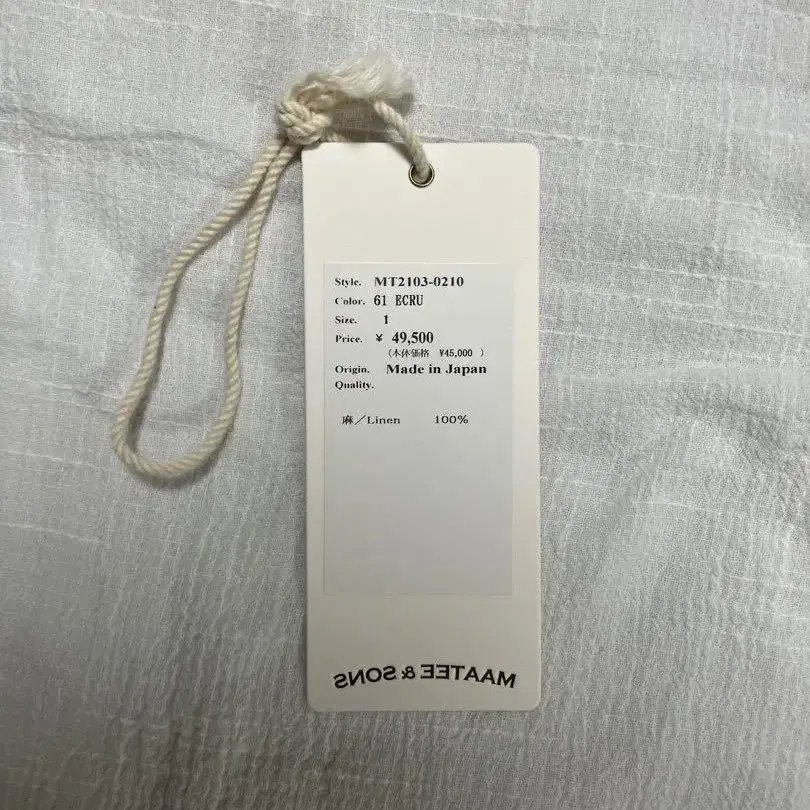 Style. MT2103-0210
Color. 61 ECRU
Size. 1
Price. ¥ 49,500
(本体価格 ¥45,000 )
Origin. Made in Japan
Quality.
麻／Linen 100%
MAATEE & SONS